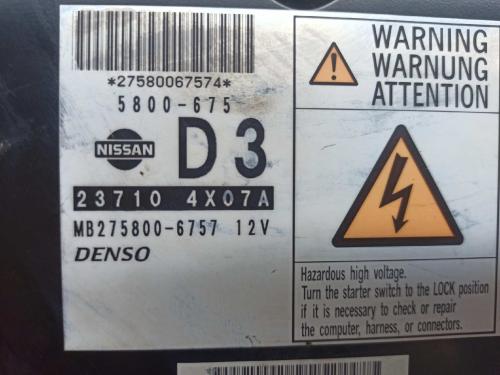 *27580067574*
5800-675
NISSAN
D3
23710 4X07A
MB275800-6757 12V
DENSO
WARNING
WARNUNG
ATTENTION
Hazardous high voltage.
Turn the starter switch to the LOCK position
if it is necessary to check or repair
the computer, harness, or connectors.